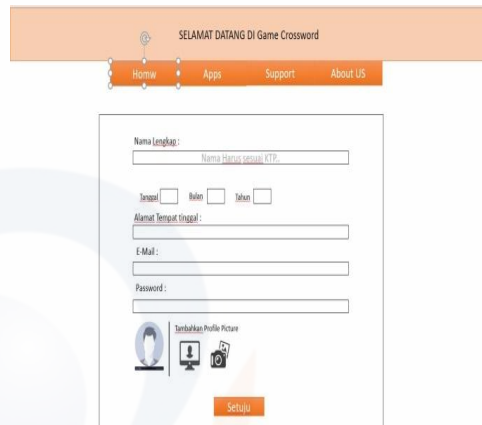 SELAMAT DATANG DI Game Crossword
Homw Apps Support About US
Nama Lengkap :
Nama Harus sesuai KTP..
Tanggal Bulan Tahun
Alamat Tempat tinggal :
E-Mail :
Password :
Tambahkan Profile Picture
Setuju